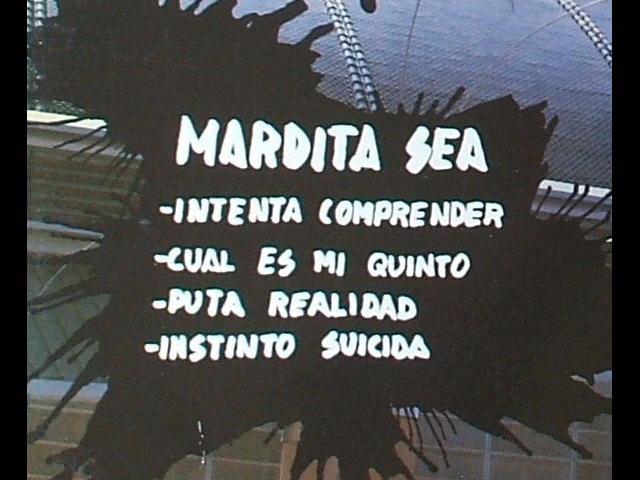 MARDITA SEA
-INTENTA COMPRENDER
-CUAL ES MI QUINTO
-PUTA REALIDAD
-INSTINTO SUICIDA